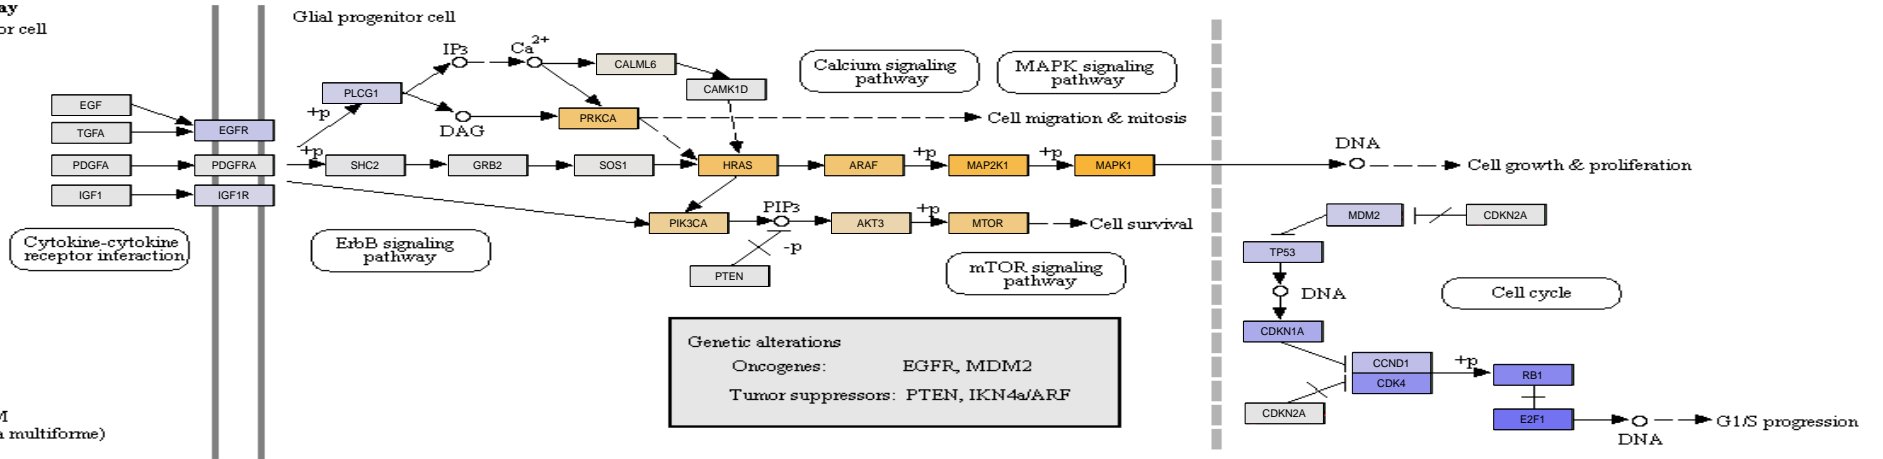 ay
or cell
Glial progenitor cell
IP3
Ca2+
CALML6
Calcium signaling
pathway
MAPK signaling
pathway
PLCG1
CAMK1D
EGF
+p
DAG
PRKCA
Cell migration & mitosis
TGFA
EGFR
DNA
PDGFA
PDGFRA
+p
SHC2
GRB2
SOS1
HRAS
ARAF
+p
MAP2K1
+p
MAPK1
Cell growth & proliferation
IGF1
IGF1R
PIP3
PIK3CA
AKT3
+p
MTOR
Cell survival
MDM2
CDKN2A
Cytokine-cytokine
receptor interaction
ErbB signaling
pathway
-p
PTEN
mTOR signaling
pathway
TP53
DNA
Cell cycle
CDKN1A
Genetic alterations
Oncogenes: EGFR, MDM2
Tumor suppressors: PTEN, IKN4a/ARF
CCND1
CDK4
+p
RB1
CDKN2A
E2F1
DNA
G1/S progression
M
a multiforme)